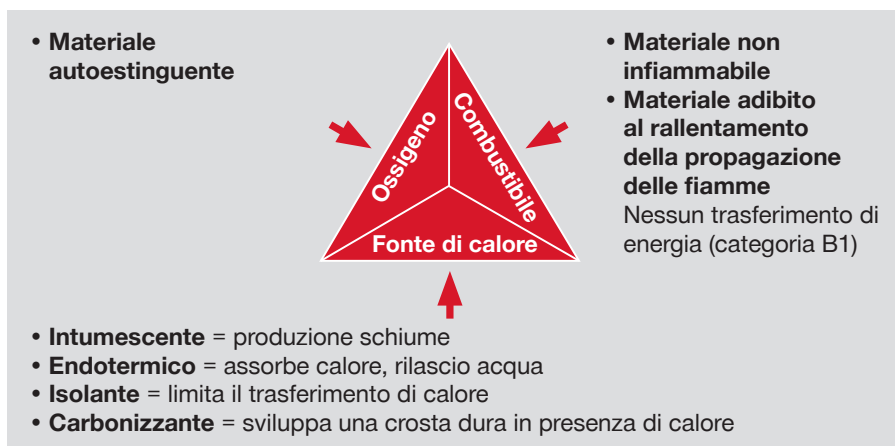 • Materiale
autoestinguente
• Materiale non
infiammabile
• Materiale adibito
al rallentamento
della propagazione
delle fiamme
Nessun trasferimento di
energia (categoria B1)
Ossigeno
Combustibile
Fonte di calore
• Intumescente = produzione schiume
• Endotermico = assorbe calore, rilascio acqua
• Isolante = limita il trasferimento di calore
• Carbonizzante = sviluppa una crosta dura in presenza di calore